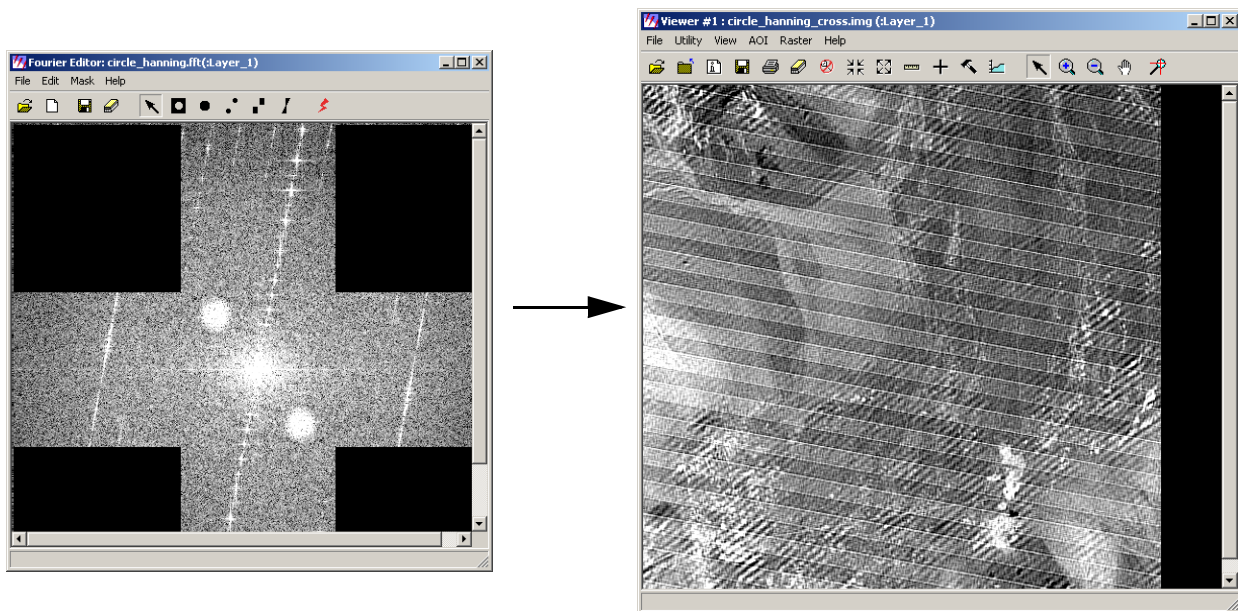 Fourier Editor: circle_hanning.fft(:Layer_1)
File Edit Mask Help
Viewer #1 : circle_hanning_cross.img (:Layer_1)
File Utility View AOI Raster Help